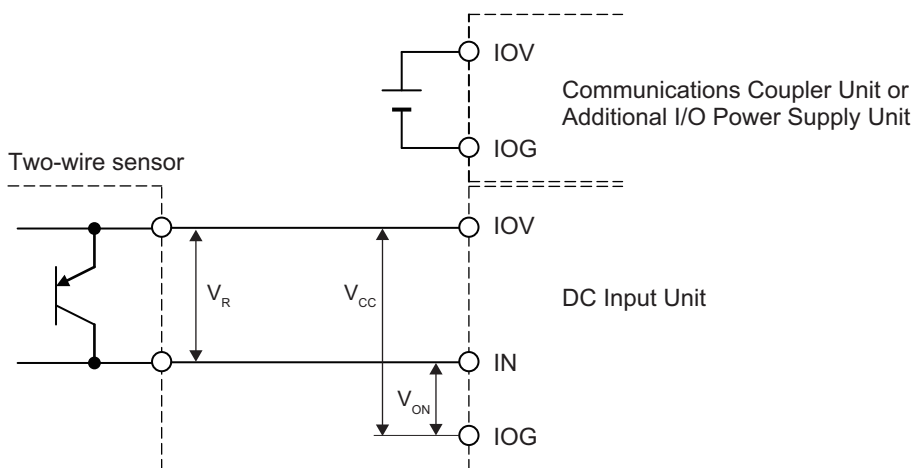 IOV
Communications Coupler Unit or
Additional I/O Power Supply Unit
IOG
Two-wire sensor
IOV
VR
VCC
DC Input Unit
IN
VON
IOG